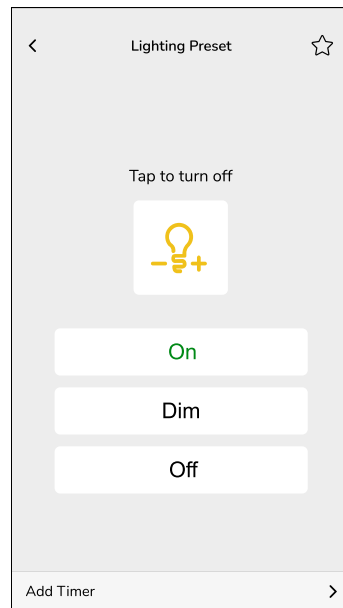 Lighting Preset
Tap to turn off
On
Dim
Off
Add Timer